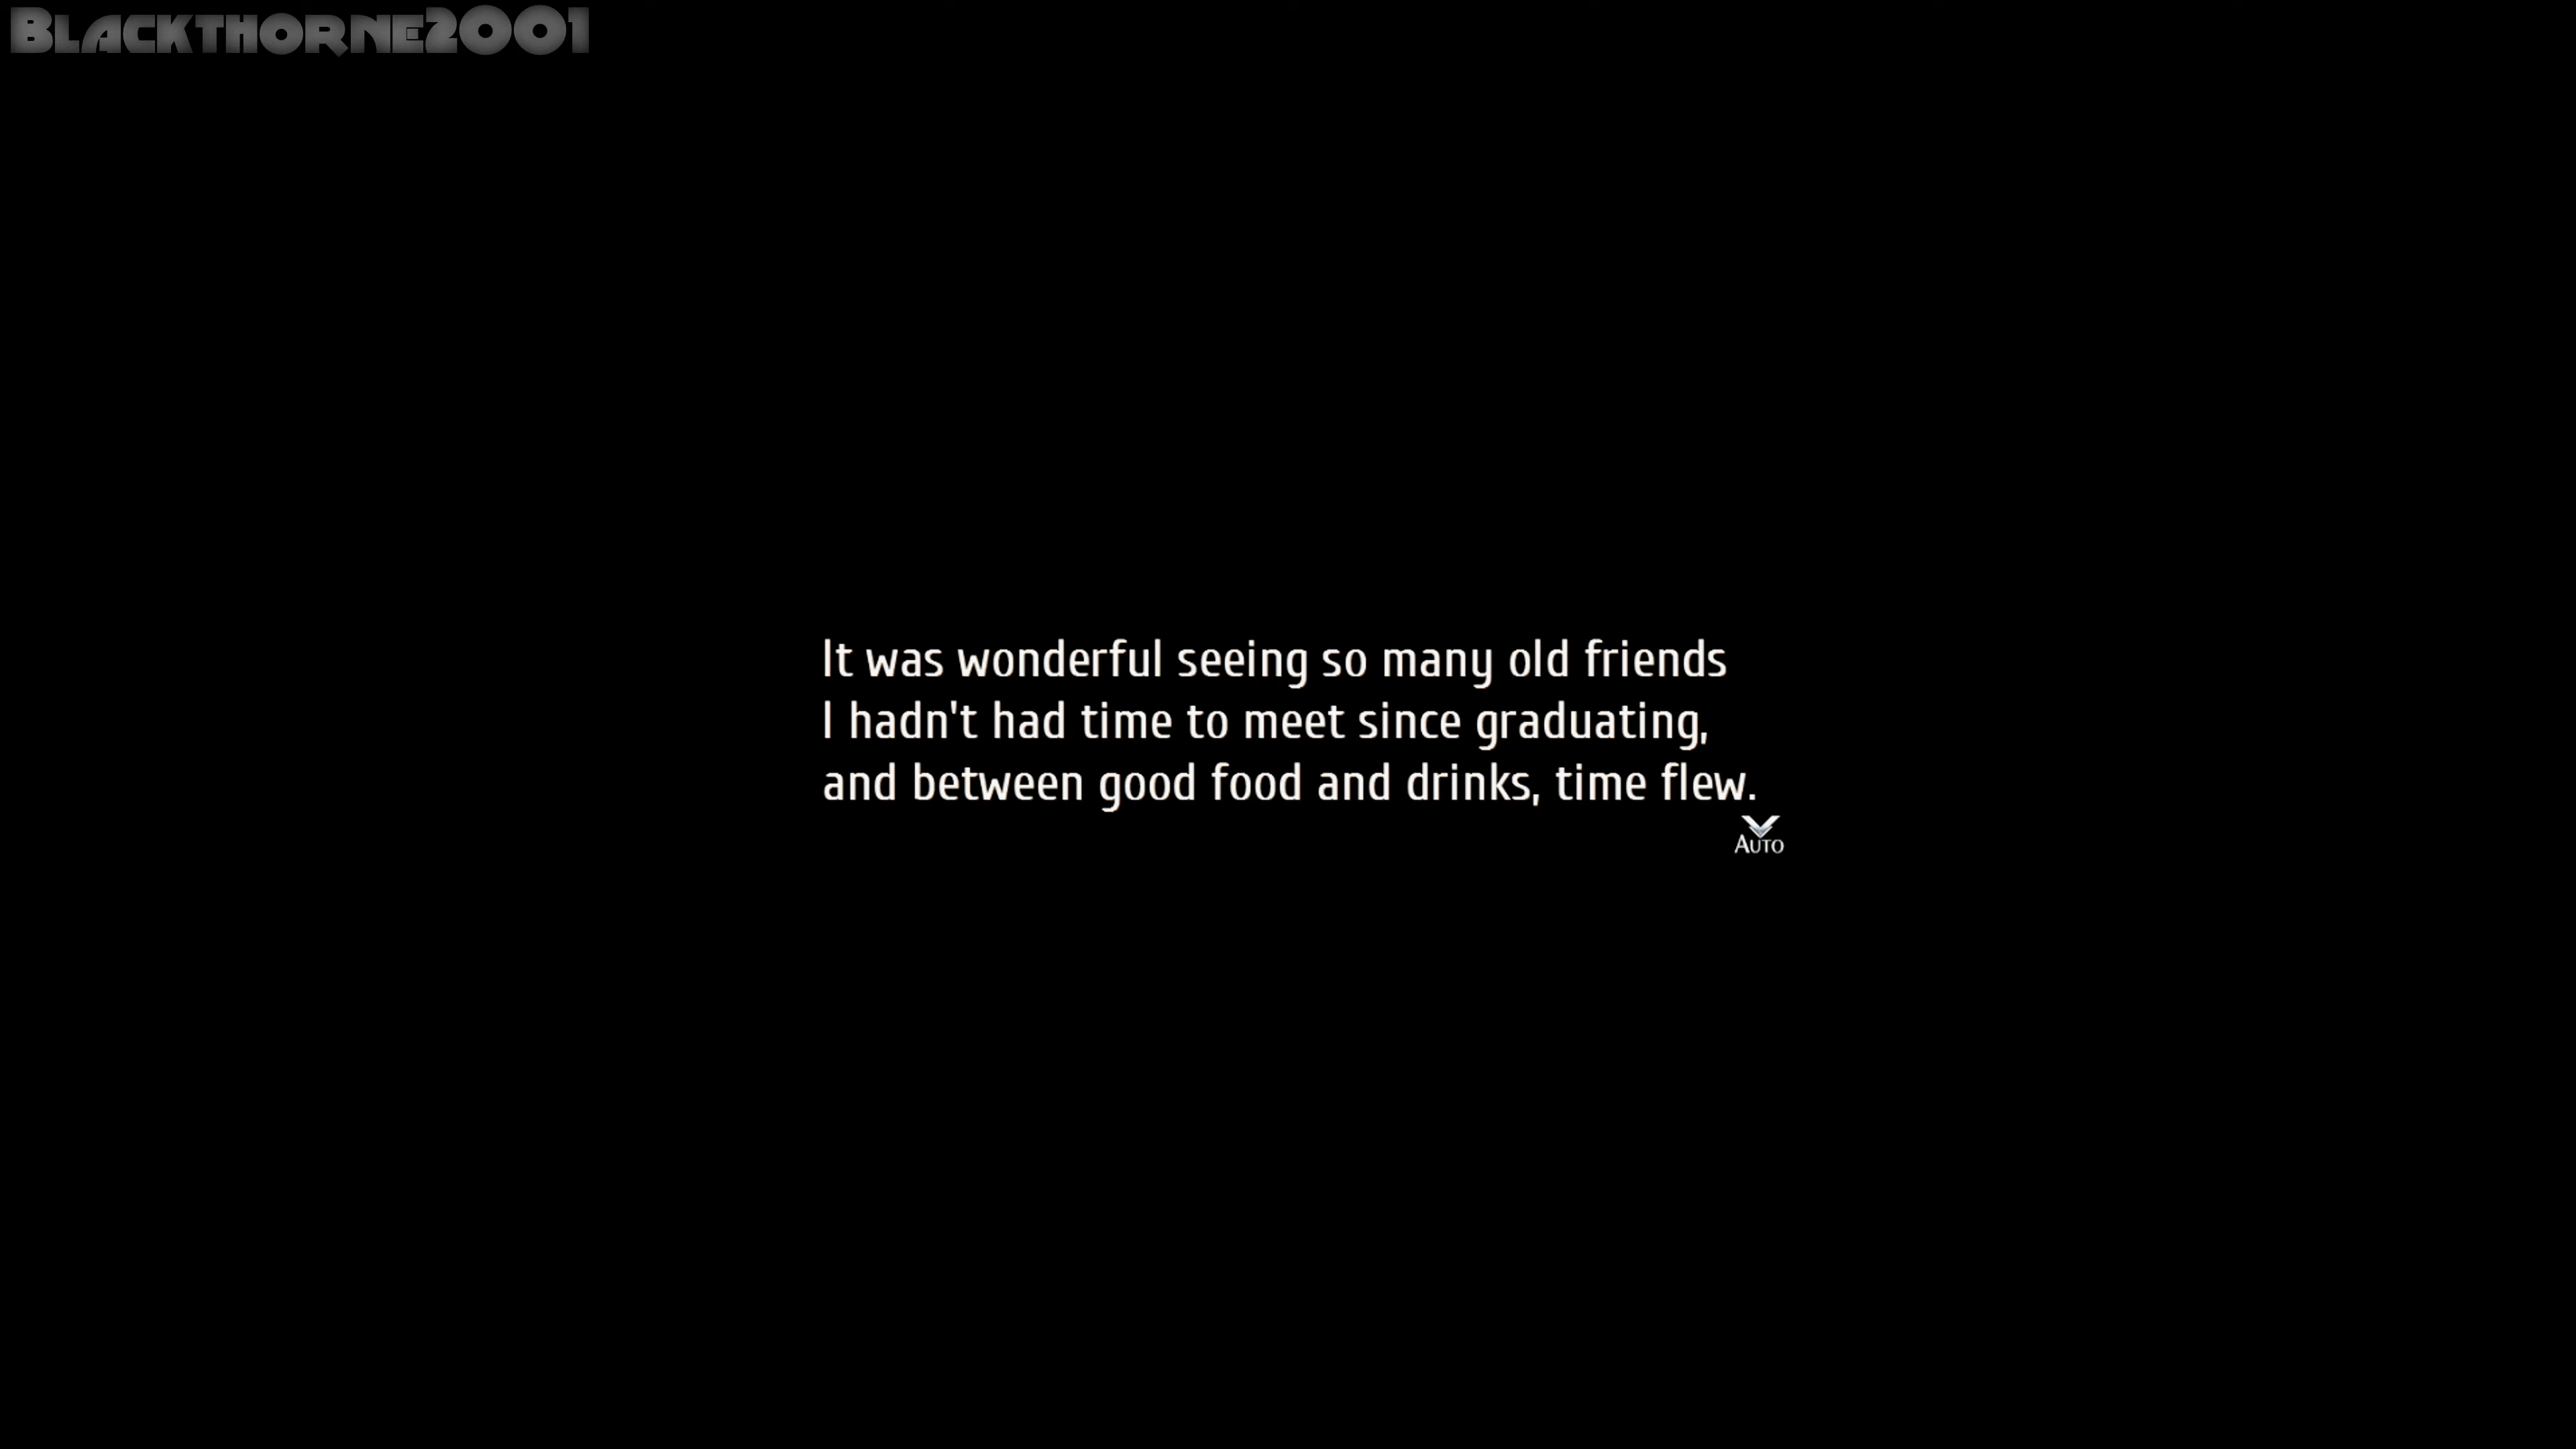 Blackthorne2001
It was wonderful seeing so many old friends
I hadn't had time to meet since graduating,
and between good food and drinks, time flew.
Auto